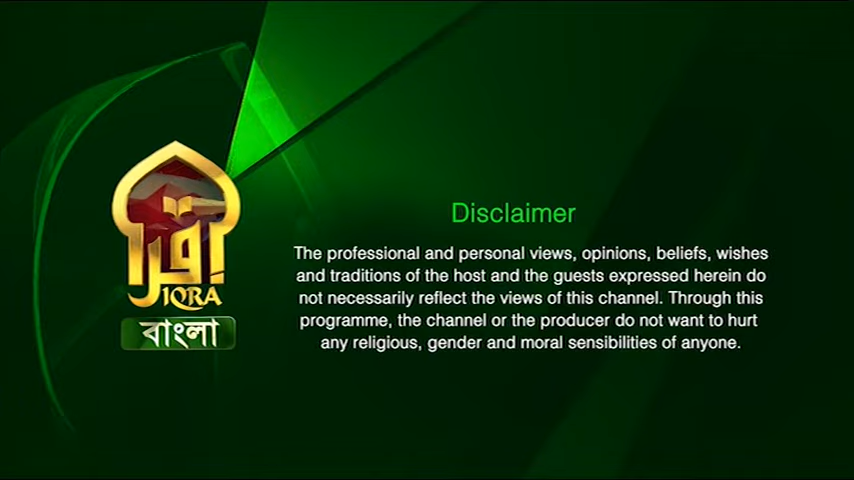 اقرأ
IQRA
বাংলা
Disclaimer
The professional and personal views, opinions, beliefs, wishes
and traditions of the host and the guests expressed herein do
not necessarily reflect the views of this channel. Through this
programme, the channel or the producer do not want to hurt
any religious, gender and moral sensibilities of anyone.